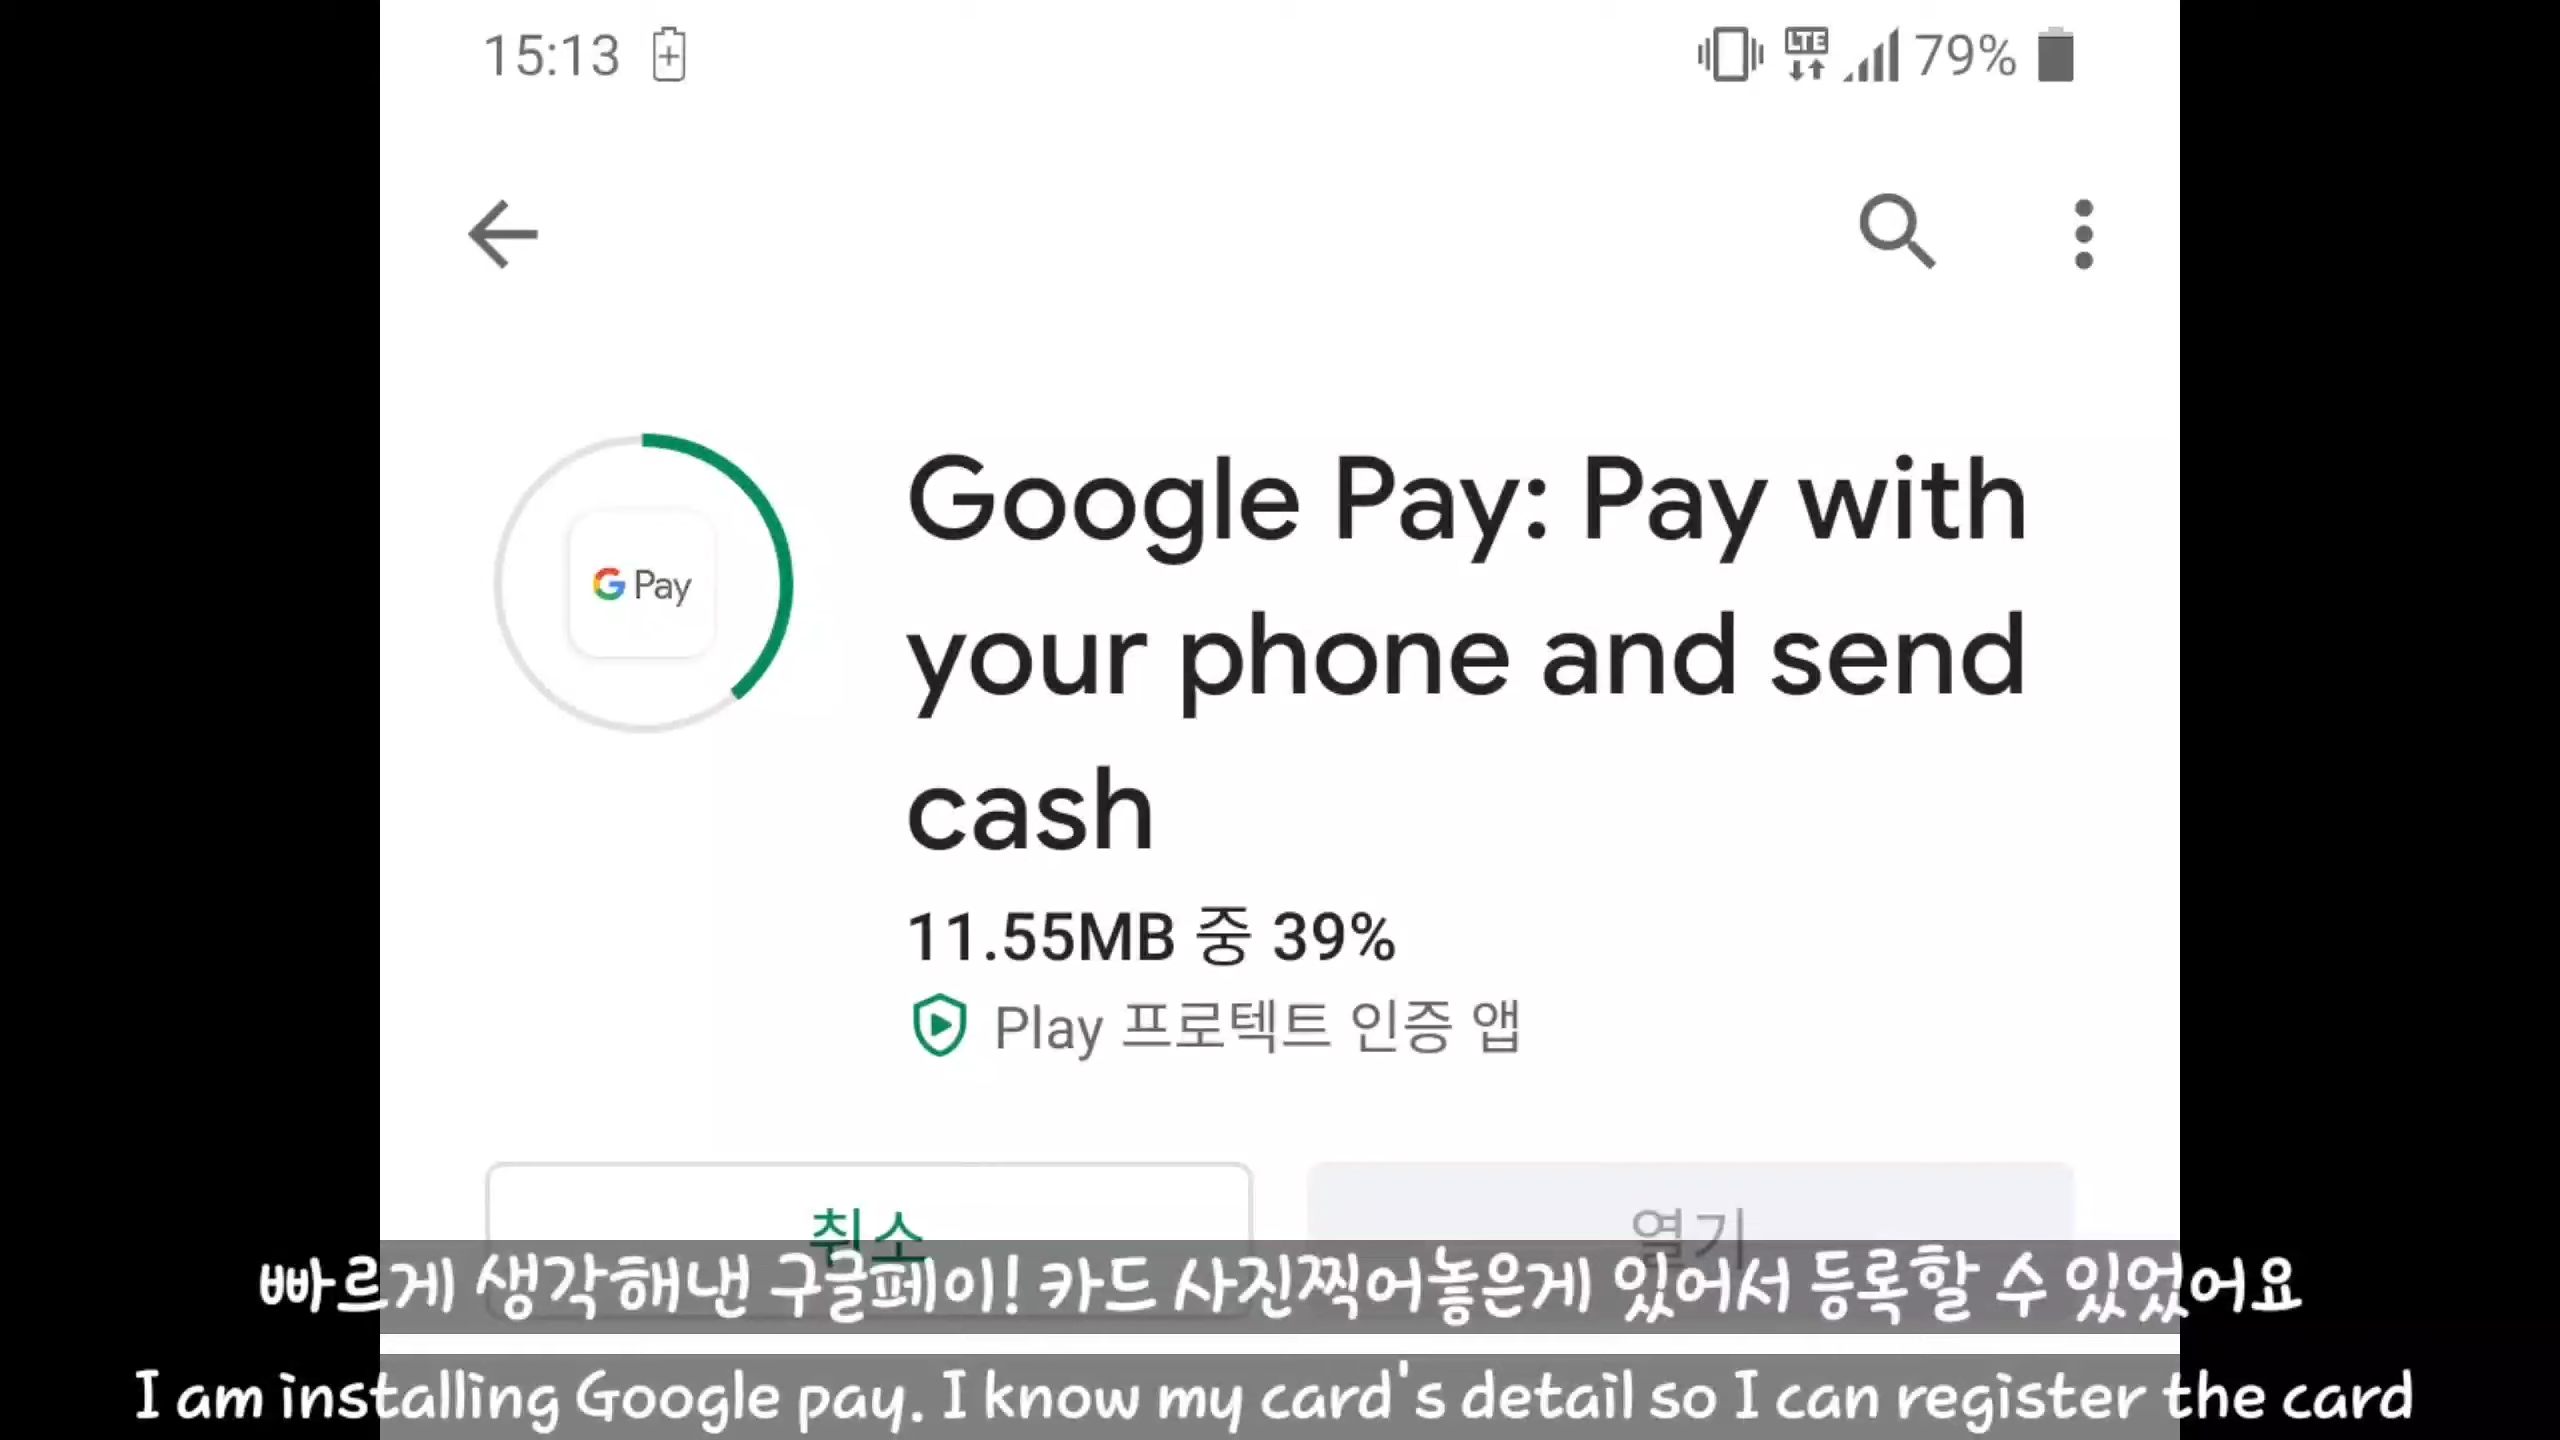 15:13
LTE 79%
G Pay
Google Pay: Pay with
your phone and send
cash
11.55MB 중 39%
Play 프로텍트 인증 앱
취소 열기
빠르게 생각해낸 구글페이! 카드 사진찍어놓은게 있어서 등록할 수 있었어요
I am installing Google pay. I know my card's detail so I can register the card